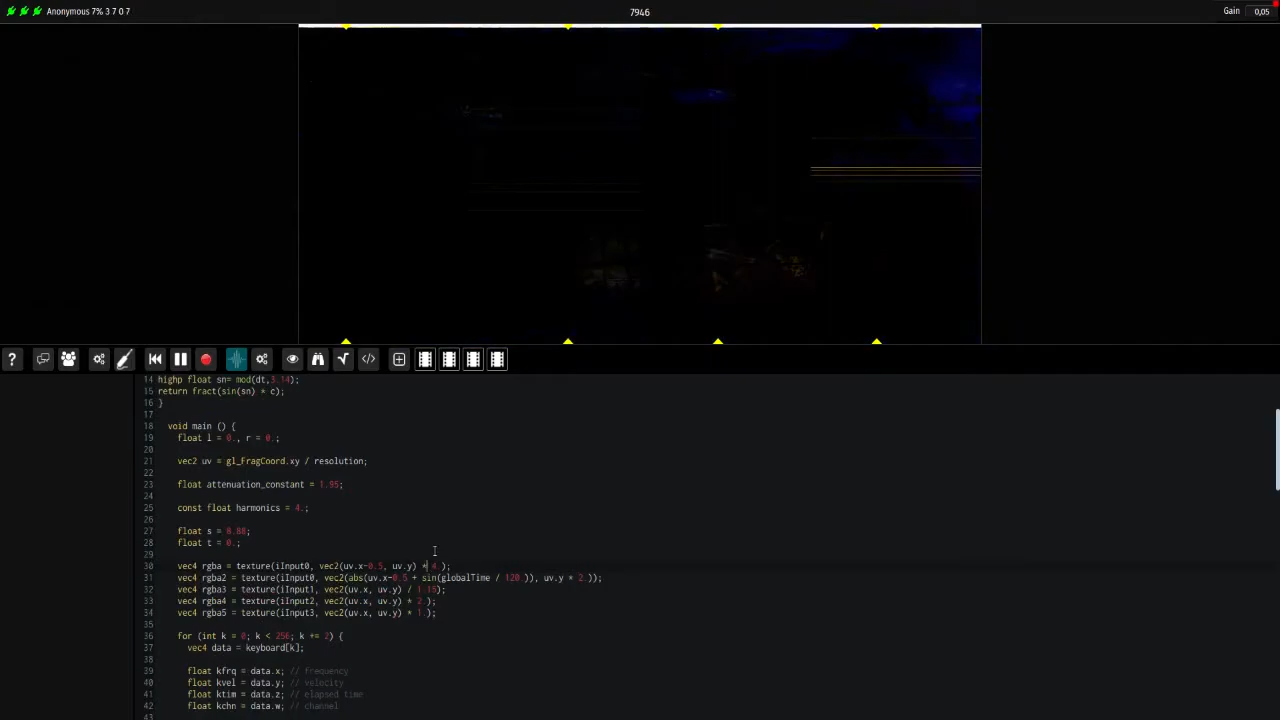 Anonymous 7% 3 7 0 7
7946
Gain 0,05
14 highp float sn= mod(dt,3.14);
15 return fract(sin(sn) * c);
16 }
17
18 void main () {
19 float l = 0., r = 0.;
20
21 vec2 uv = gl_FragCoord.xy / resolution;
22
23 float attenuation_constant = 1.95;
24
25 const float harmonics = 4.;
26
27 float s = 8.88;
28 float t = 0.;
29
30 vec4 rgba = texture(iInput0, vec2(uv.x-0.5, uv.y) * 4.);
31 vec4 rgba2 = texture(iInput0, vec2(abs(uv.x-0.5 + sin(globalTime / 120.)), uv.y * 2.));
32 vec4 rgba3 = texture(iInput1, vec2(uv.x, uv.y) / 1.18);
33 vec4 rgba4 = texture(iInput2, vec2(uv.x, uv.y) * 2.);
34 vec4 rgba5 = texture(iInput3, vec2(uv.x, uv.y) * 1.);
35
36 for (int k = 0; k < 256; k += 2) {
37 vec4 data = keyboard[k];
38
39 float kfrq = data.x; // frequency
40 float kvel = data.y; // velocity
41 float ktim = data.z; // elapsed time
42 float kchn = data.w; // channel
43